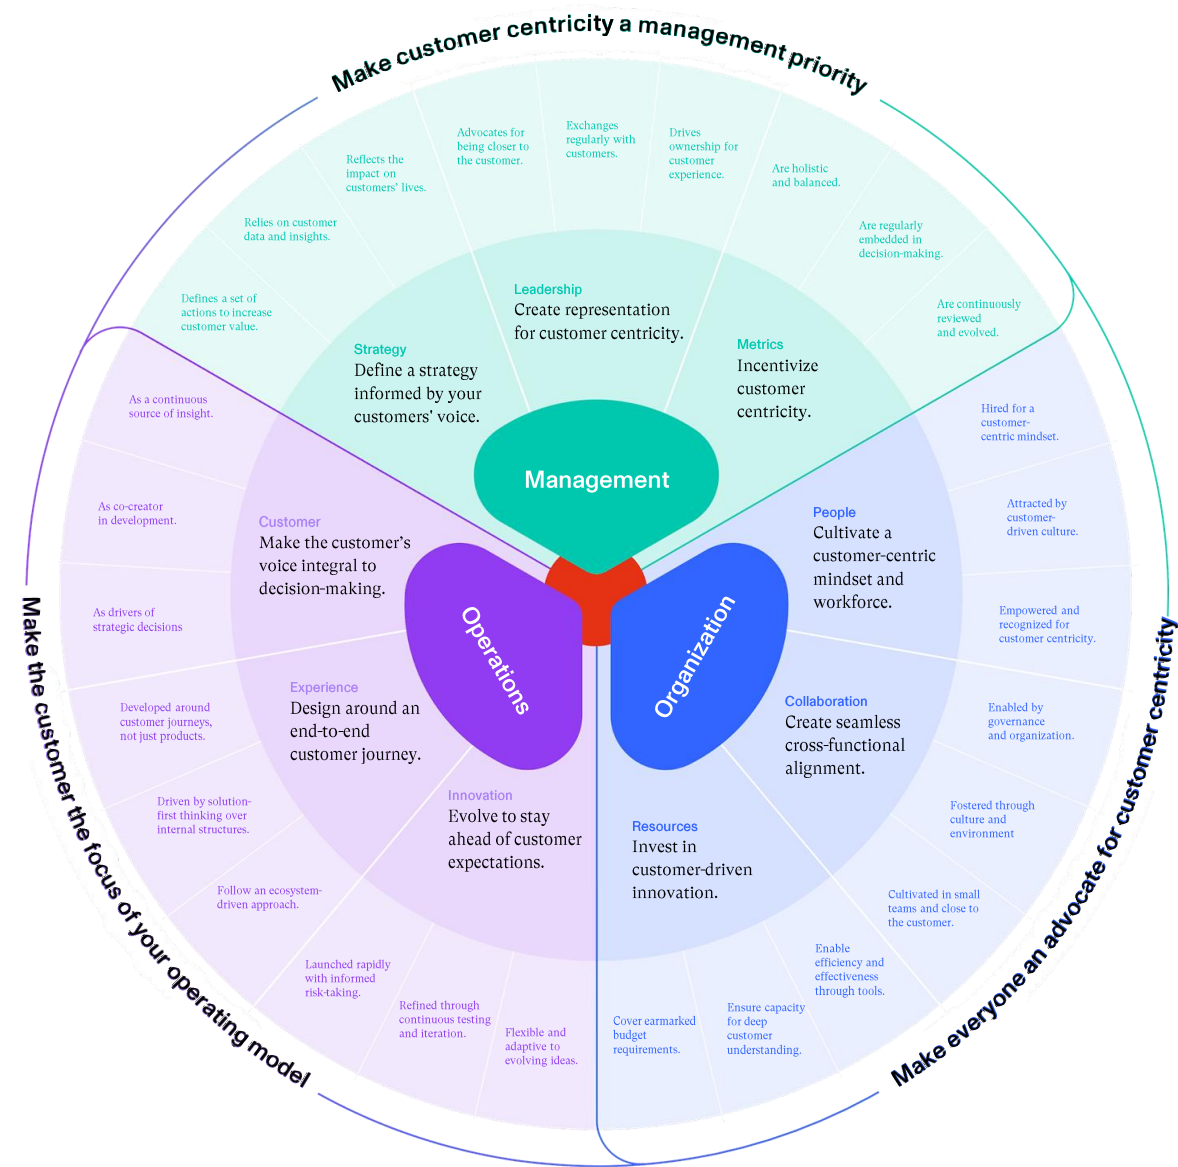 Make customer centricity a management priority
Reflects the
impact on
customers' lives.
Advocates for
being closer to
the customer.
Exchanges
regularly with
customers.
Drives
ownership for
customer
experience.
Are holistic
and balanced.
Relies on customer
data and insights.
Are regularly
embedded in
decision-making.
Defines a set of
actions to increase
customer value.
Are continuously
reviewed
and evolved.
Strategy
Define a strategy
informed by your
customers' voice.
Leadership
Create representation
for customer centricity.
Metrics
Incentivize
customer
centricity.
Management
Make everyone an advocate for customer centricity
Hired for a
customer-
centric mindset.
Attracted by
customer-
driven culture.
Empowered and
recognized for
customer centricity.
People
Cultivate a
customer-centric
mindset and
workforce.
Organization
Collaboration
Create seamless
cross-functional
alignment.
Enabled by
governance
and organization.
Fostered through
culture and
environment
Cultivated in small
teams and close to
the customer.
Resources
Invest in
customer-driven
innovation.
Enable
efficiency and
effectiveness
through tools.
Ensure capacity
for deep
customer
understanding.
Cover earmarked
budget
requirements.
Make the customer the focus of your operating model
As a continuous
source of insight.
As co-creator
in development.
As drivers of
strategic decisions
Customer
Make the customer’s
voice integral to
decision-making.
Operations
Experience
Design around an
end-to-end
customer journey.
Developed around
customer journeys,
not just products.
Driven by solution-
first thinking over
internal structures.
Follow an ecosystem-
driven approach.
Innovation
Evolve to stay
ahead of customer
expectations.
Launched rapidly
with informed
risk-taking.
Refined through
continuous testing
and iteration.
Flexible and
adaptive to
evolving ideas.